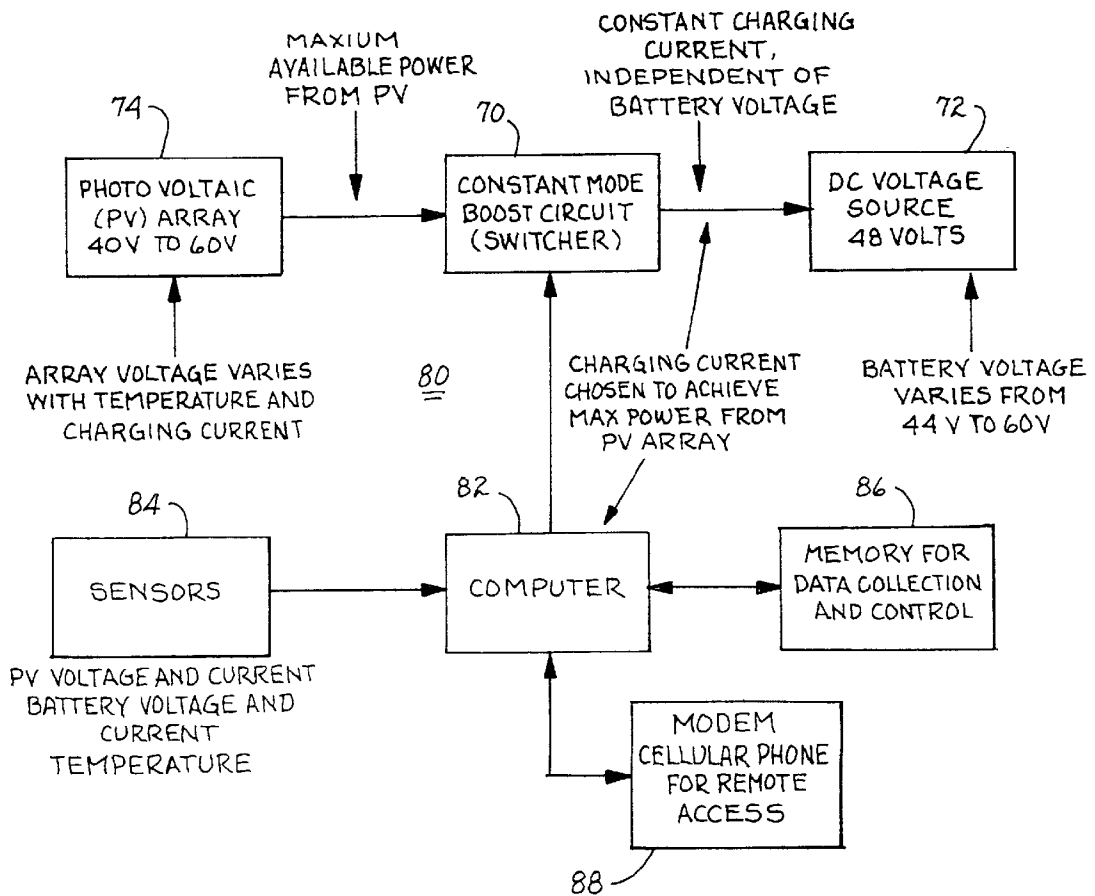 MAXIUM
AVAILABLE POWER
FROM PV
CONSTANT CHARGING
CURRENT,
INDEPENDENT OF
BATTERY VOLTAGE
74
70
72
PHOTO VOLTAIC
(PV) ARRAY
40V TO 60V
CONSTANT MODE
BOOST CIRCUIT
(SWITCHER)
DC VOLTAGE
SOURCE
48 VOLTS
ARRAY VOLTAGE VARIES
WITH TEMPERATURE AND
CHARGING CURRENT
80
CHARGING CURRENT
CHOSEN TO ACHIEVE
MAX POWER FROM
PV ARRAY
BATTERY VOLTAGE
VARIES FROM
44 V TO 60V
84
82
86
SENSORS
COMPUTER
MEMORY FOR
DATA COLLECTION
AND CONTROL
PV VOLTAGE AND CURRENT
BATTERY VOLTAGE AND
CURRENT
TEMPERATURE
MODEM
CELLULAR PHONE
FOR REMOTE
ACCESS
88